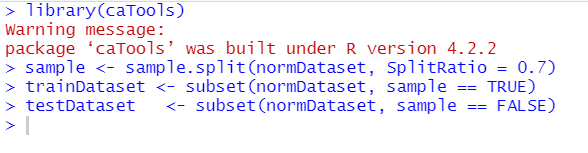 > library(caTools)
Warning message:
package ‘caTools’ was built under R version 4.2.2
> sample <- sample.split(normDataset, SplitRatio = 0.7)
> trainDataset <- subset(normDataset, sample == TRUE)
> testDataset   <- subset(normDataset, sample == FALSE)
>